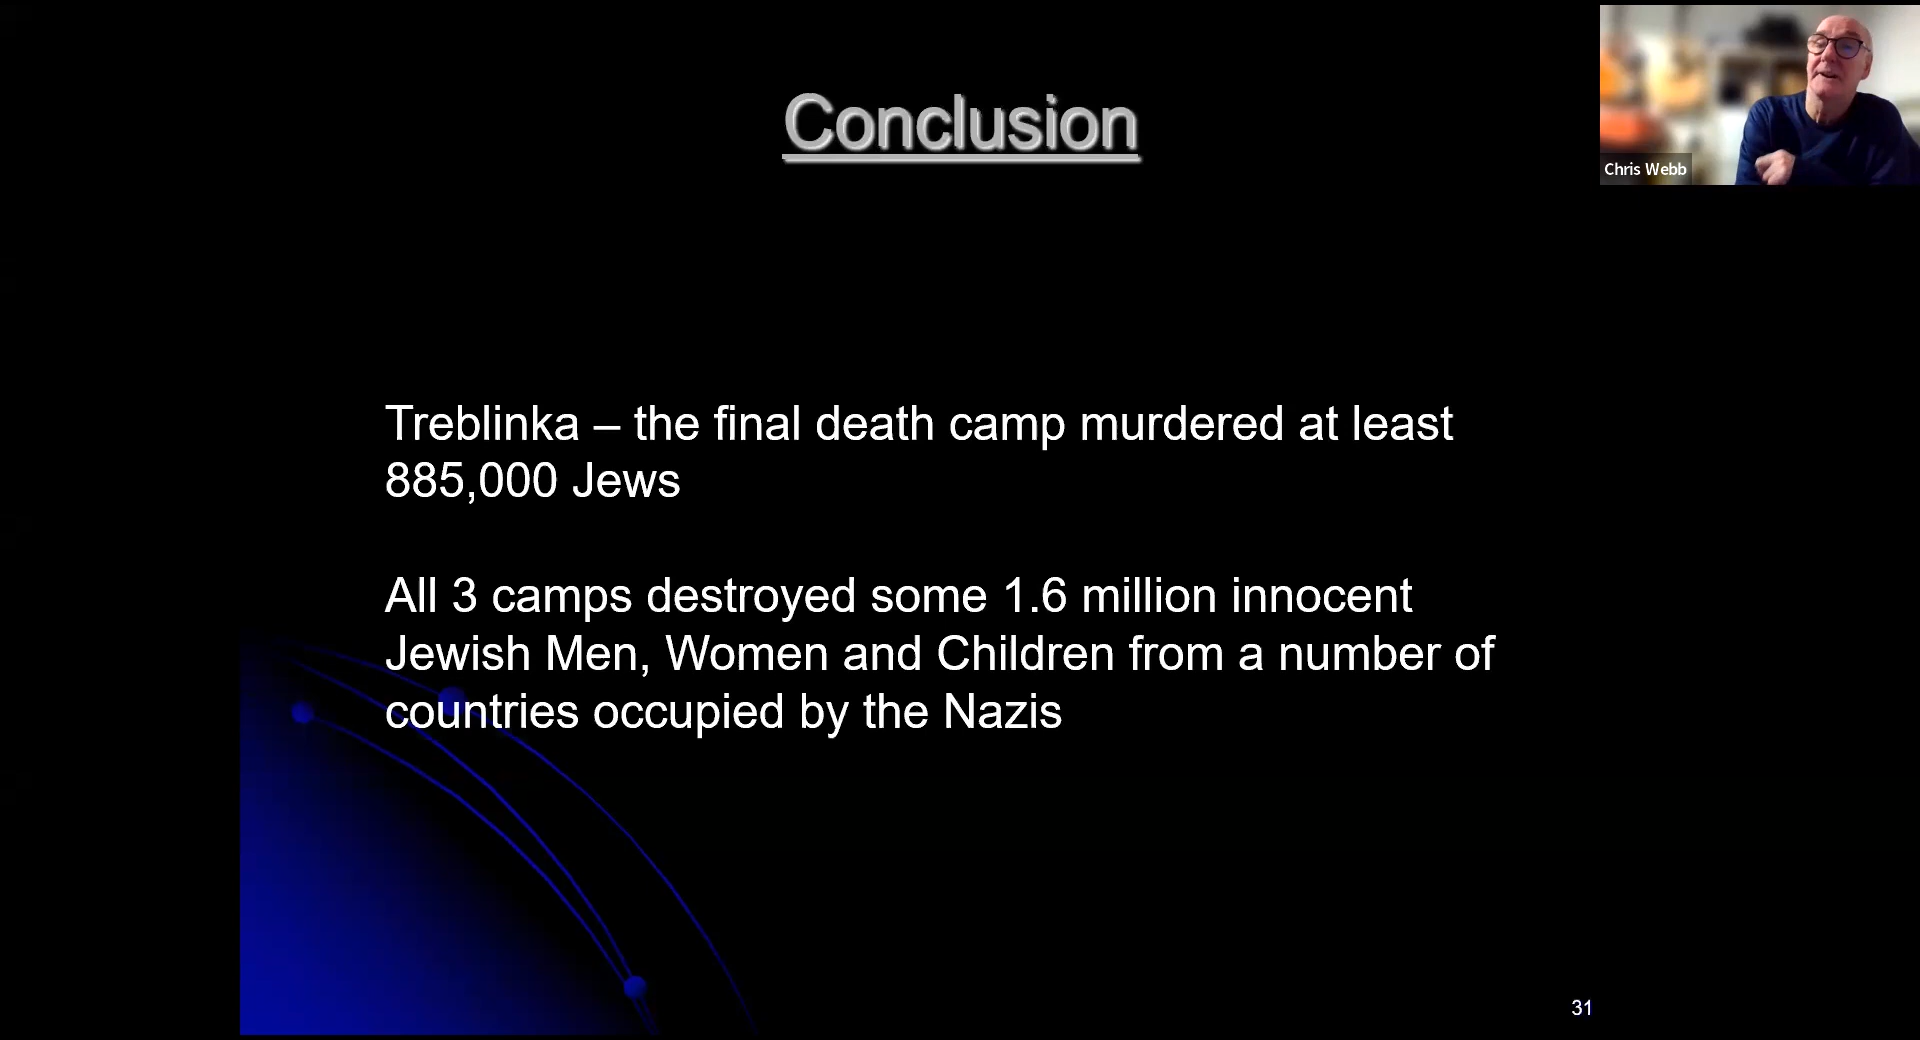 Conclusion
Chris Webb
Treblinka – the final death camp murdered at least
885,000 Jews
All 3 camps destroyed some 1.6 million innocent
Jewish Men, Women and Children from a number of
countries occupied by the Nazis
31